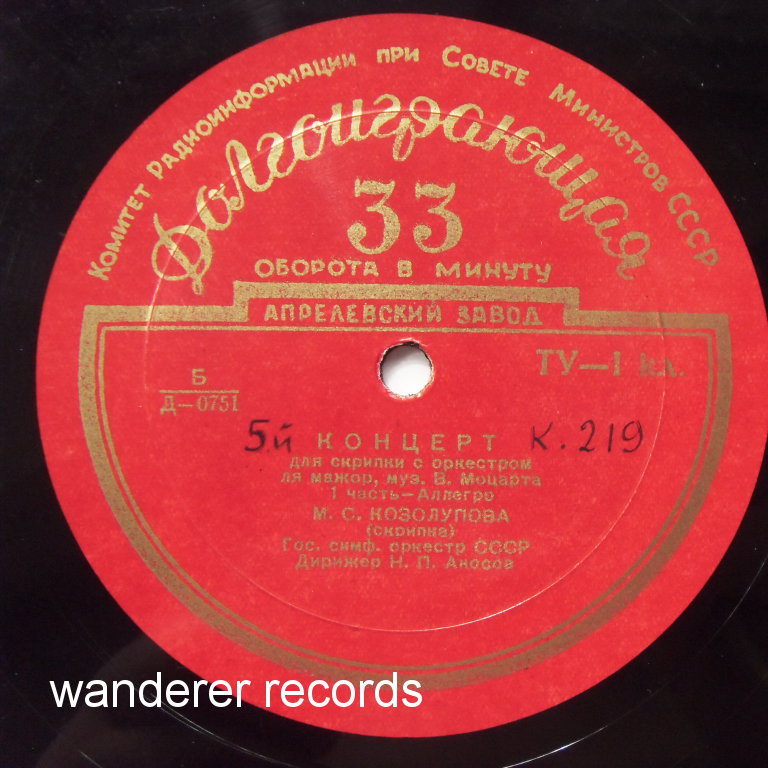 Комитет Радиоинформации при Совете Министров СССР
Долгоиграющая
33
ОБОРОТА В МИНУТУ
АПРЕЛЕВСКИЙ ЗАВОД
ТУ—1 кл.
Б
Д—0751
5й КОНЦЕРТ К. 219
для скрипки с оркестром
ля мажор, муз. В. Моцарта
1 часть—Аллегро
М. С. КОЗОЛУПОВА
(скрипка)
Гос. симф. оркестр СССР
Дирижер Н. П. Аносов
wanderer records